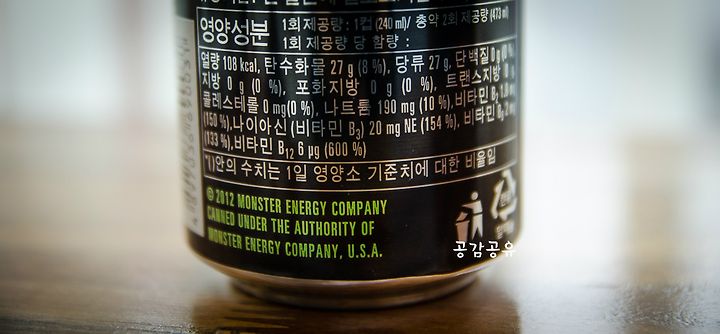 영양성분
1회 제공량 : 1컵 (240 ml)/ 총약 2회 제공량 (473 ml)
1회 제공량 당 함량 :
열량 108 kcal, 탄수화물 27 g (8 %), 당류 27 g, 단백질 0 g (0 %)
지방 0 g (0 %), 포화지방 0 g (0 %), 트랜스지방 0
콜레스테롤 0 mg(0 %), 나트륨 190 mg (10 %), 비타민 B₂
(150 %),나이아신 (비타민 B₃) 20 mg NE (154 %), 비타민 B₆ 2
(133 %),비타민 B₁₂ 6 µg (600 %)
*( )안의 수치는 1일 영양소 기준치에 대한 비율임
© 2012 MONSTER ENERGY COMPANY
CANNED UNDER THE AUTHORITY OF
MONSTER ENERGY COMPANY, U.S.A.
공감공유